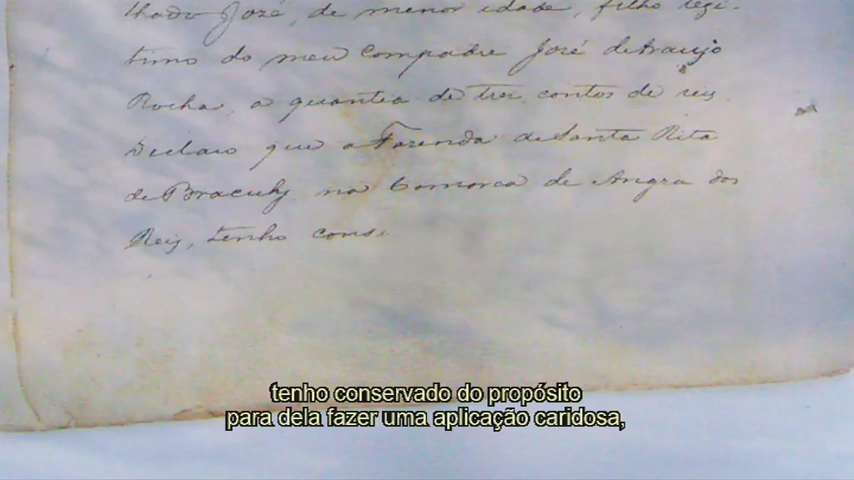 lhado José, de menor idade, filho legi-
timo do meu compadre José de Araujo
Rocha, a quantia de tres contos de reis.
Declaro que a Fazenda de Santa Rita
de Bracuhy na Comarca de Angra dos
Reis, tenho conse
tenho conservado do propósito
para dela fazer uma aplicação caridosa,